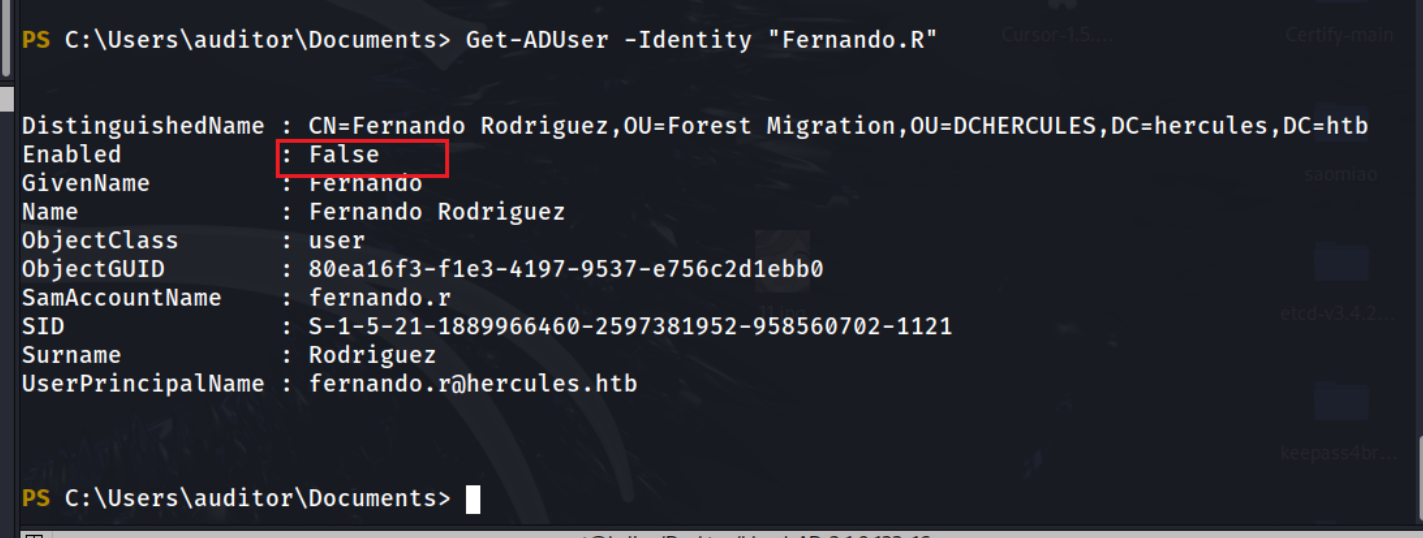 PS C:\Users\auditor\Documents> Get-ADUser -Identity "Fernando.R"
Cursor-1.5,...
Certify-main
DistinguishedName : CN=Fernando Rodriguez,OU=Forest Migration,OU=DCHERCULES,DC=hercules,DC=htb
Enabled : False
GivenName : Fernando
Name : Fernando Rodriguez
saomiao
ObjectClass : user
ObjectGUID : 80ea16f3-f1e3-4197-9537-e756c2d1ebb0
SamAccountName : fernando.r
etcd-v3.4.2...
SID : S-1-5-21-1889966460-2597381952-958560702-1121
Surname : Rodriguez
UserPrincipalName : fernando.r@hercules.htb
keepass4br...
PS C:\Users\auditor\Documents>